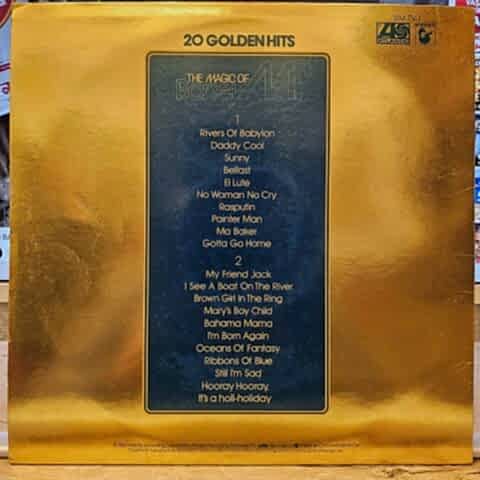 20 GOLDEN HITS
THE MAGIC OF
BONEY M.
1
Rivers Of Babylon
Daddy Cool
Sunny
Belfast
El Lute
No Woman No Cry
Rasputin
Painter Man
Ma Baker
Gotta Go Home
2
My Friend Jack
I See A Boat On The River
Brown Girl In The Ring
Mary's Boy Child
Bahama Mama
I'm Born Again
Oceans Of Fantasy
Ribbons Of Blue
Still I'm Sad
Hooray Hooray,
It's a holi-holiday